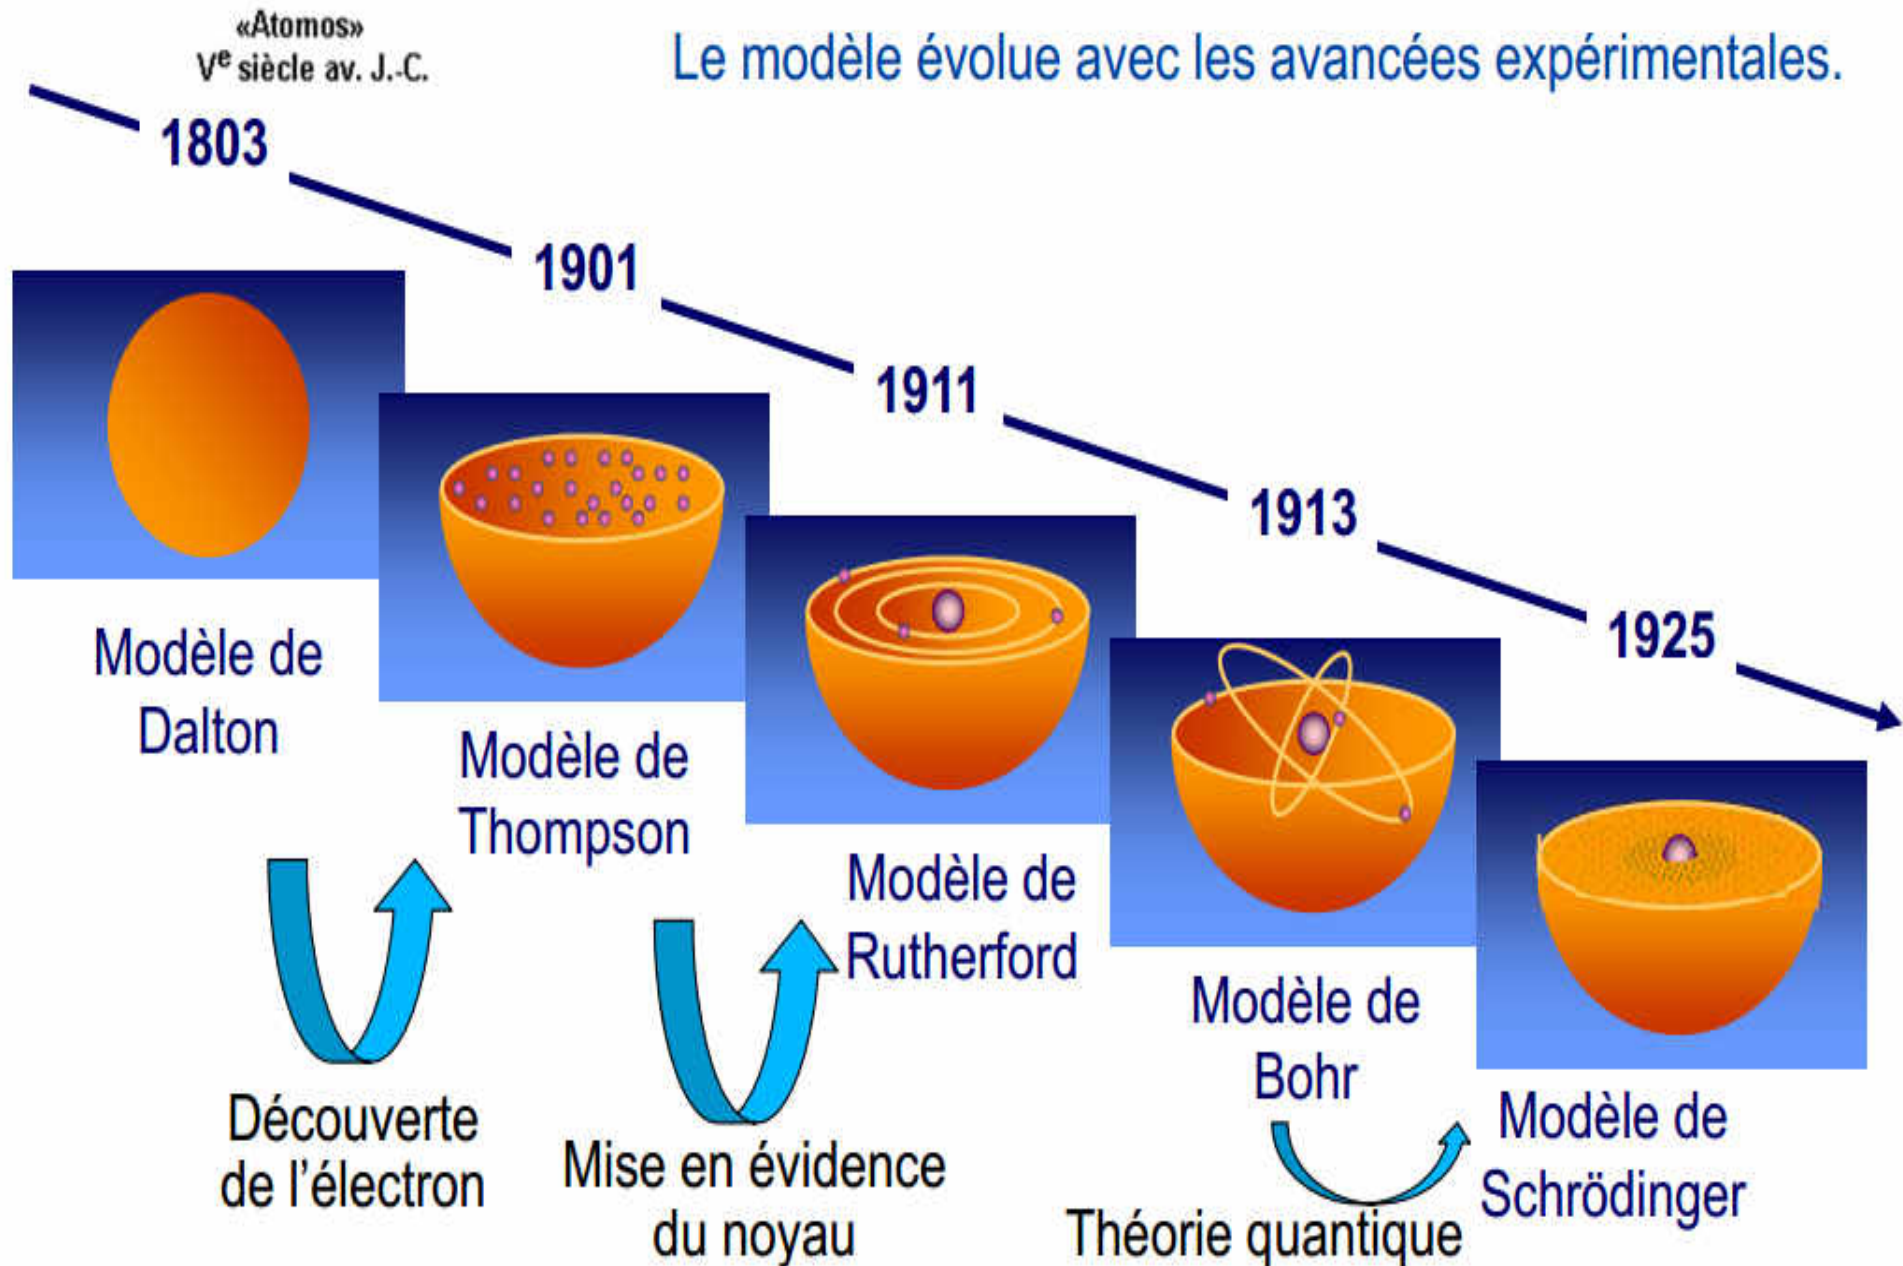 «Atomos»
Ve siècle av. J.-C.
Le modèle évolue avec les avancées expérimentales.
1803
1901
1911
1913
1925
Modèle de
Dalton
Modèle de
Thompson
Modèle de
Rutherford
Modèle de
Bohr
Modèle de
Schrödinger
Découverte
de l'électron
Mise en évidence
du noyau
Théorie quantique